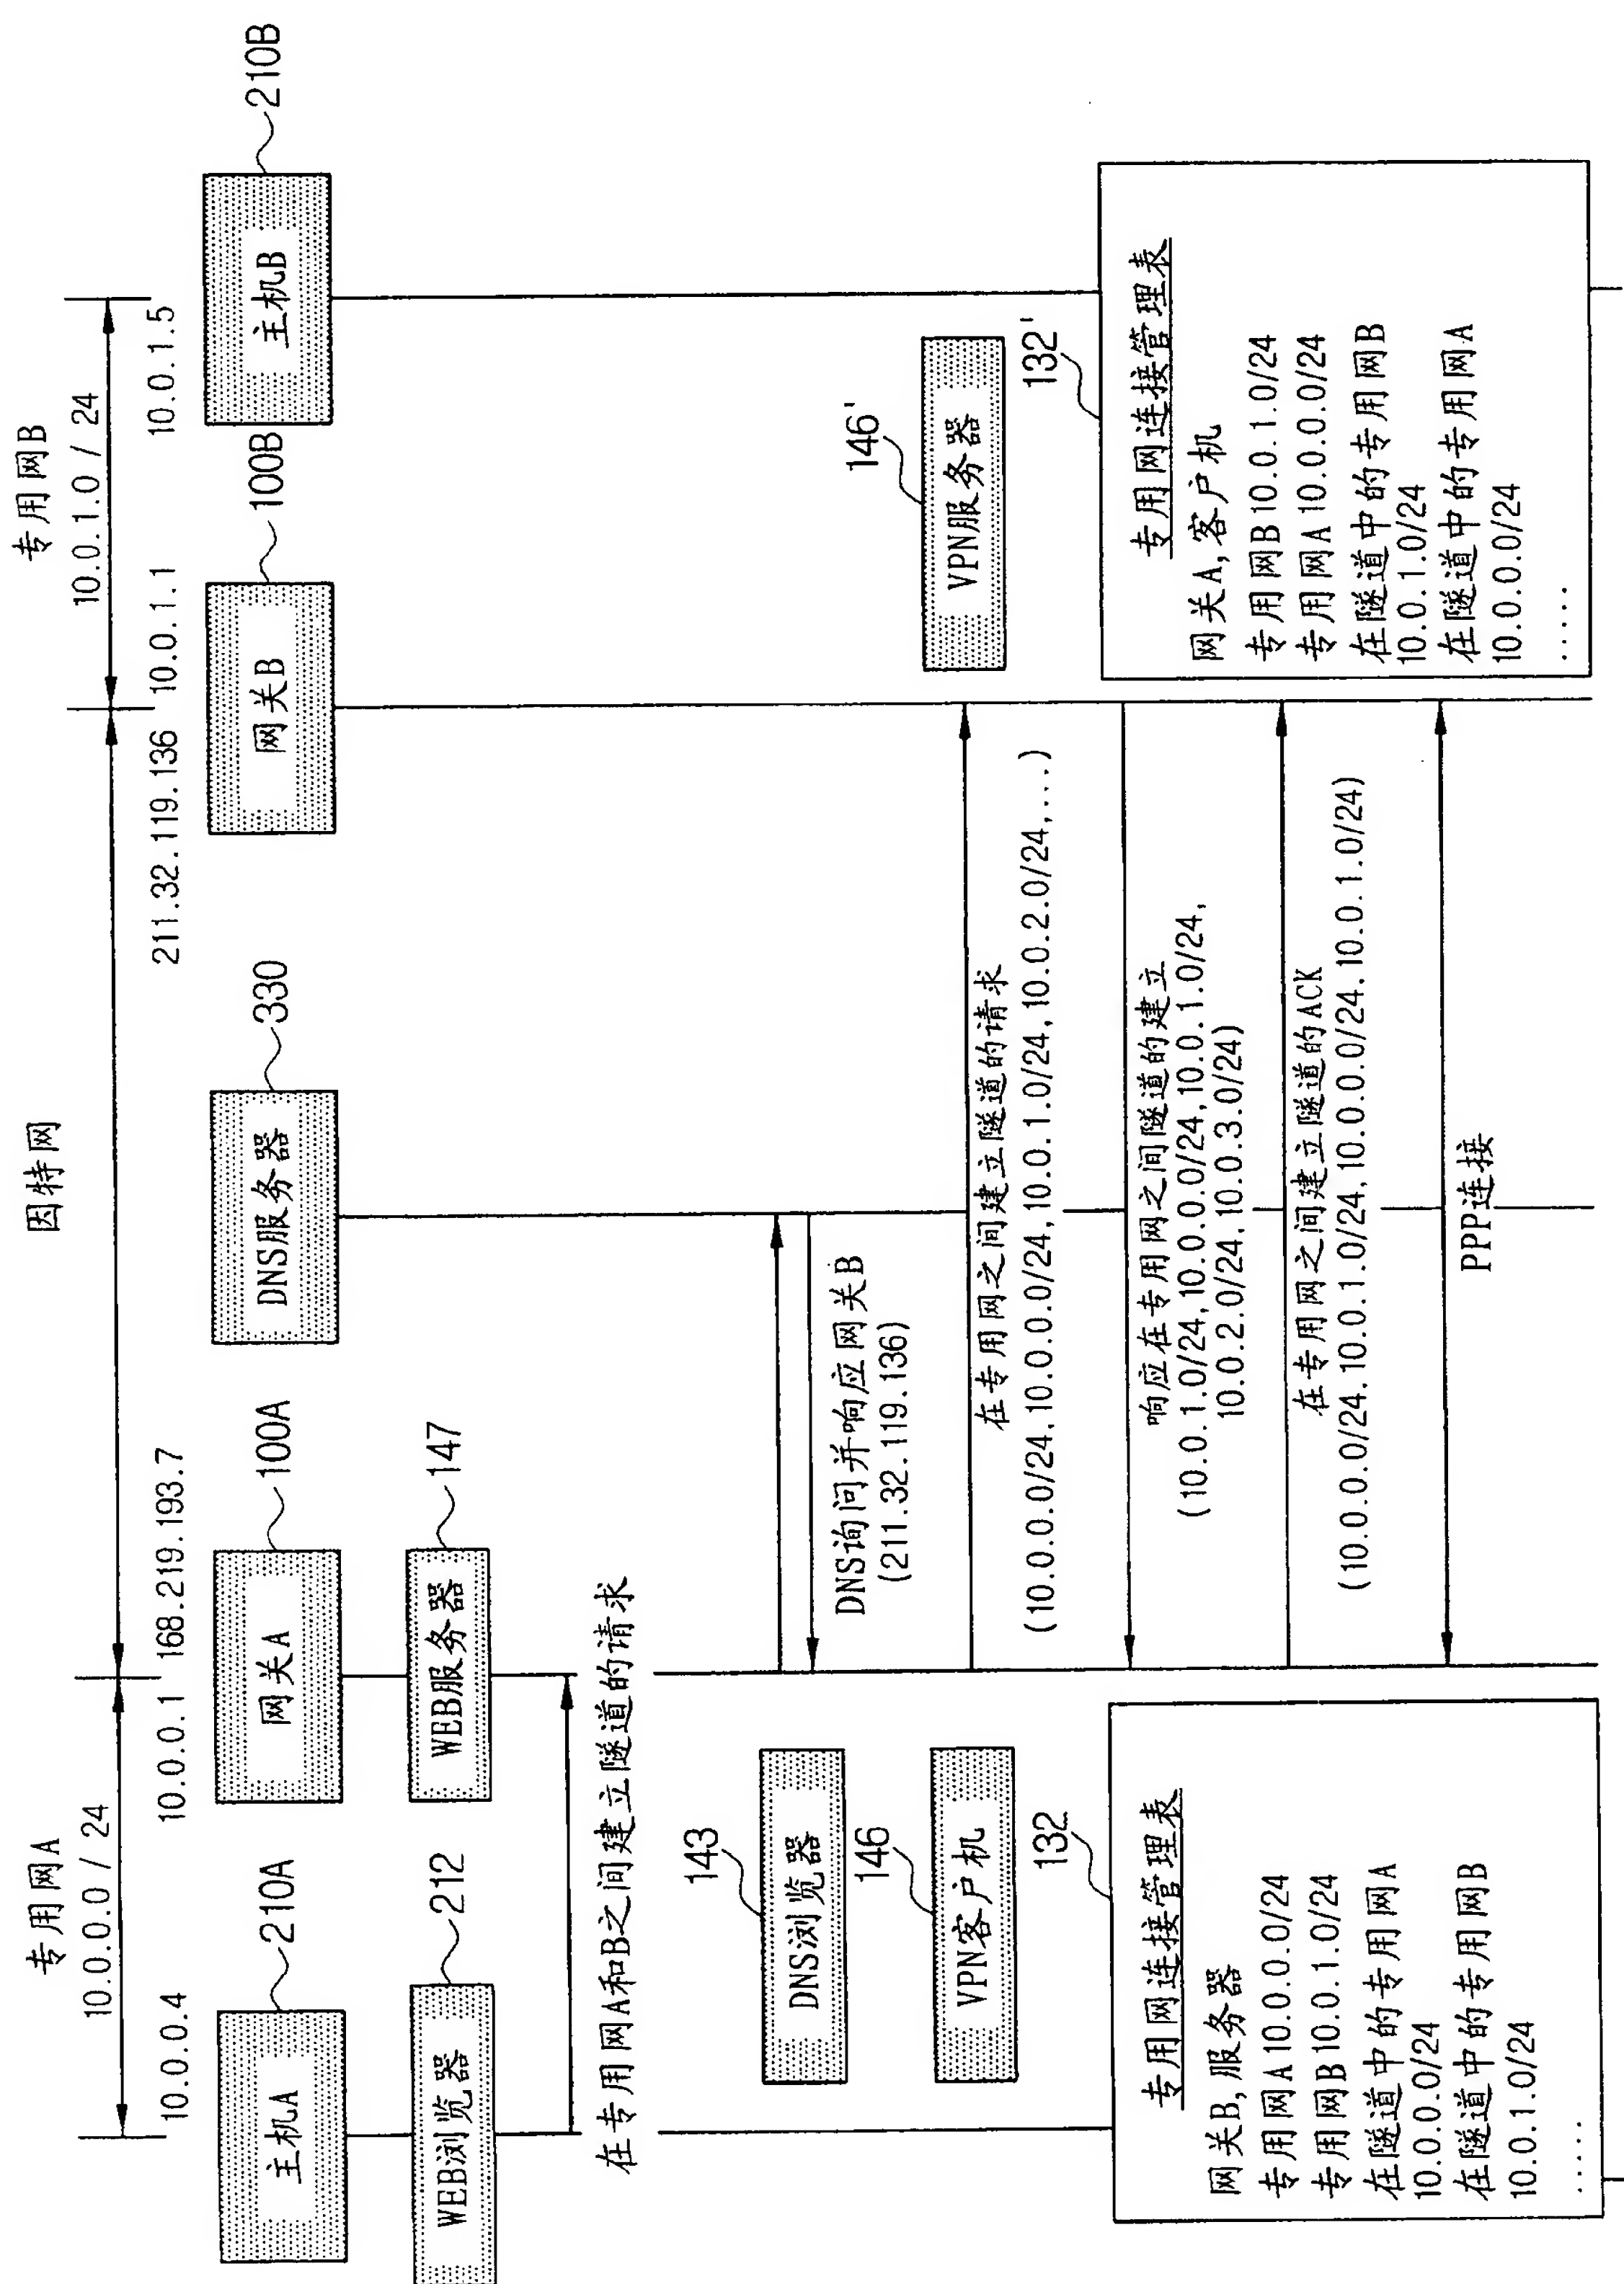 专用网A
10.0.0.0 / 24
因特网
专用网B
10.0.1.0 / 24
10.0.0.4
10.0.0.1
168.219.193.7
211.32.119.136
10.0.1.1
10.0.1.5
210A
100A
330
100B
210B
主机A
网关A
DNS服务器
网关B
主机B
212
147
WEB浏览器
WEB服务器
在专用网A和B之间建立隧道的请求
143
DNS浏览器
DNS询问并响应网关B
(211.32.119.136)
146
VPN客户机
146'
VPN服务器
在专用网之间建立隧道的请求
(10.0.0.0/24,10.0.0.0/24,10.0.1.0/24,10.0.2.0/24,...)
响应在专用网之间隧道的建立
(10.0.1.0/24,10.0.0.0/24,10.0.1.0/24,
10.0.2.0/24,10.0.3.0/24)
在专用网之间建立隧道的ACK
(10.0.0.0/24.10.0.1.0/24,10.0.0.0/24.10.0.1.0/24)
PPP连接
132
专用网连接管理表
网关B,服务器
专用网A 10.0.0.0/24
专用网B 10.0.1.0/24
在隧道中的专用网A
10.0.0.0/24
在隧道中的专用网B
10.0.1.0/24
.....
132'
专用网连接管理表
网关A,客户机
专用网B 10.0.1.0/24
专用网A 10.0.0.0/24
在隧道中的专用网B
10.0.1.0/24
在隧道中的专用网A
10.0.0.0/24
.....